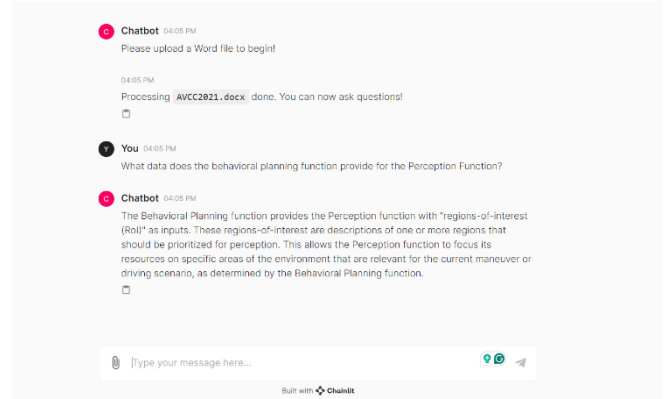 C Chatbot 04:05 PM
Please upload a Word file to begin!
04:05 PM
Processing AVCC2021.docx done. You can now ask questions!
Y You 04:05 PM
What data does the behavioral planning function provide for the Perception Function?
C Chatbot 04:05 PM
The Behavioral Planning function provides the Perception function with "regions-of-interest
(RoI)" as inputs. These regions-of-interest are descriptions of one or more regions that
should be prioritized for perception. This allows the Perception function to focus its
resources on specific areas of the environment that are relevant for the current maneuver or
driving scenario, as determined by the Behavioral Planning function.
Type your message here...
Built with Chainlit